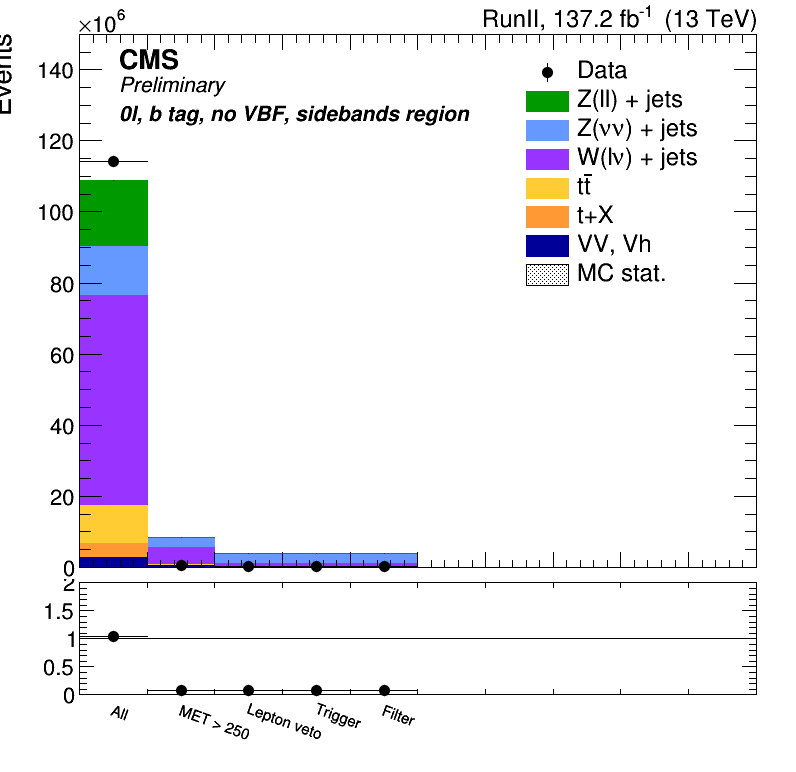 ×10⁶
RunII, 137.2 fb⁻¹ (13 TeV)
Events
CMS
Preliminary
0l, b tag, no VBF, sidebands region
Data
Z(ll) + jets
Z(νν) + jets
W(lν) + jets
tt̄
t+X
VV, Vh
MC stat.
140
120
100
80
60
40
20
0
2
1.5
1
0.5
0
All
MET > 250
Lepton veto
Trigger
Filter